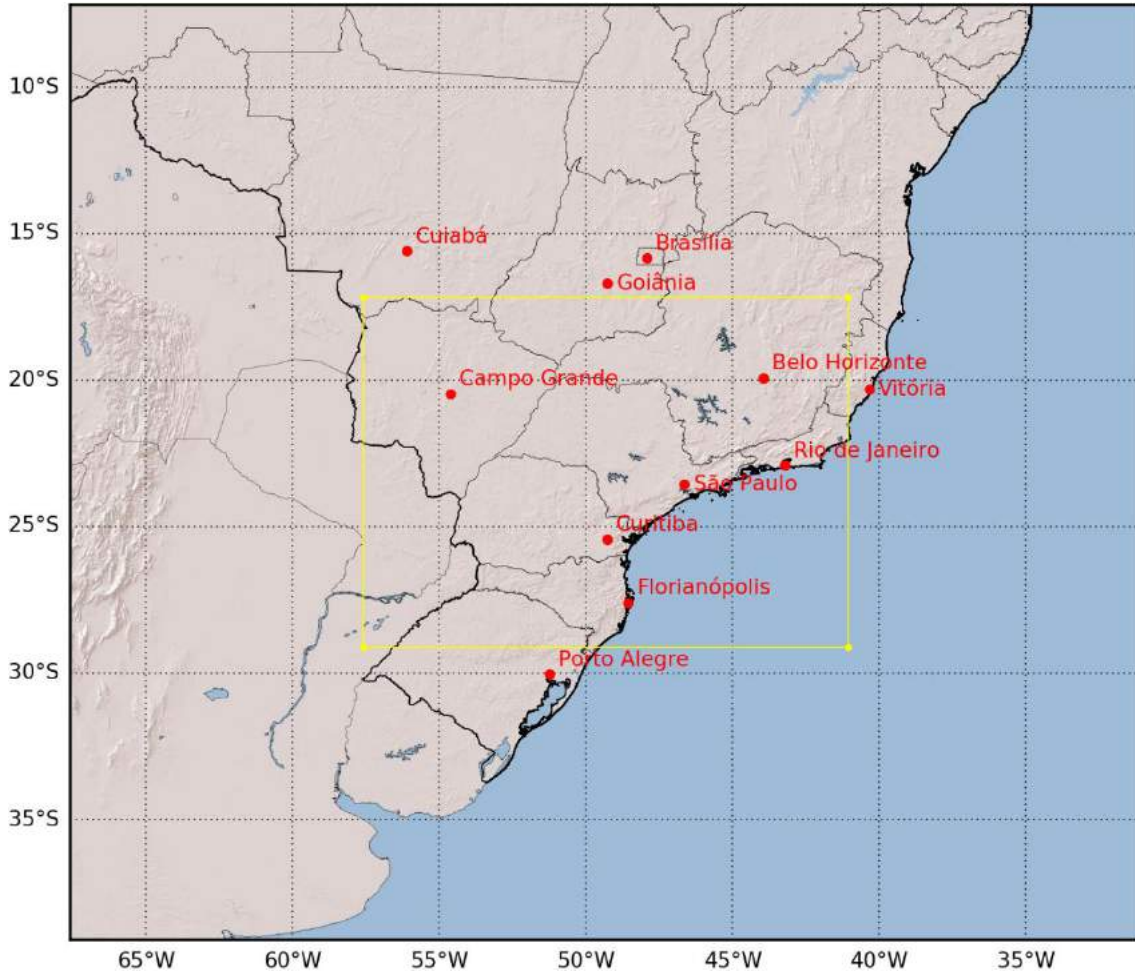 10°S
15°S
Cuiabá
Brásilia
Goiânia
20°S
Belo Horizonte
Campo Grande
Vitória
Rio de Janeiro
São Paulo
25°S
Curitiba
Florianópolis
30°S
Porto Alegre
35°S
65°W 60°W 55°W 50°W 45°W 40°W 35°W